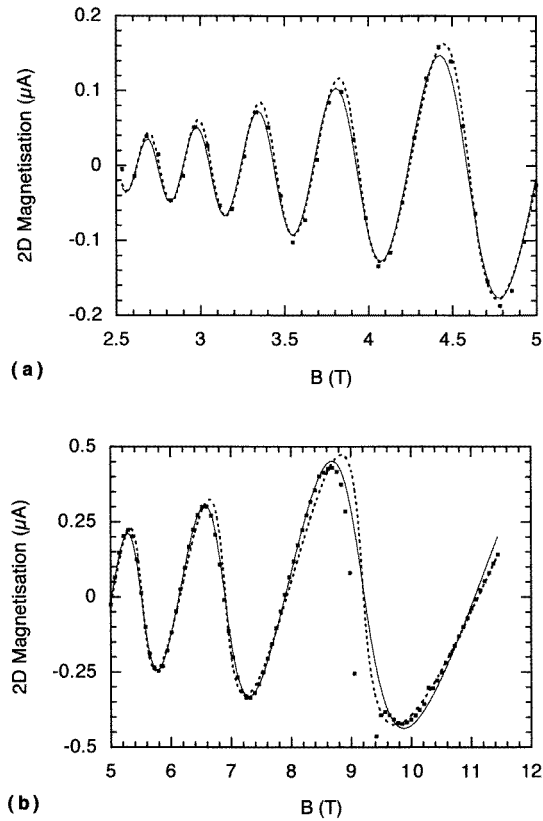 0.2
0.1
0
-0.1
-0.2
2D Magnetisation (µA)
2.5 3 3.5 4 4.5 5
(a)
B (T)
0.5
0.25
0
-0.25
-0.5
2D Magnetisation (µA)
5 6 7 8 9 10 11 12
(b)
B (T)